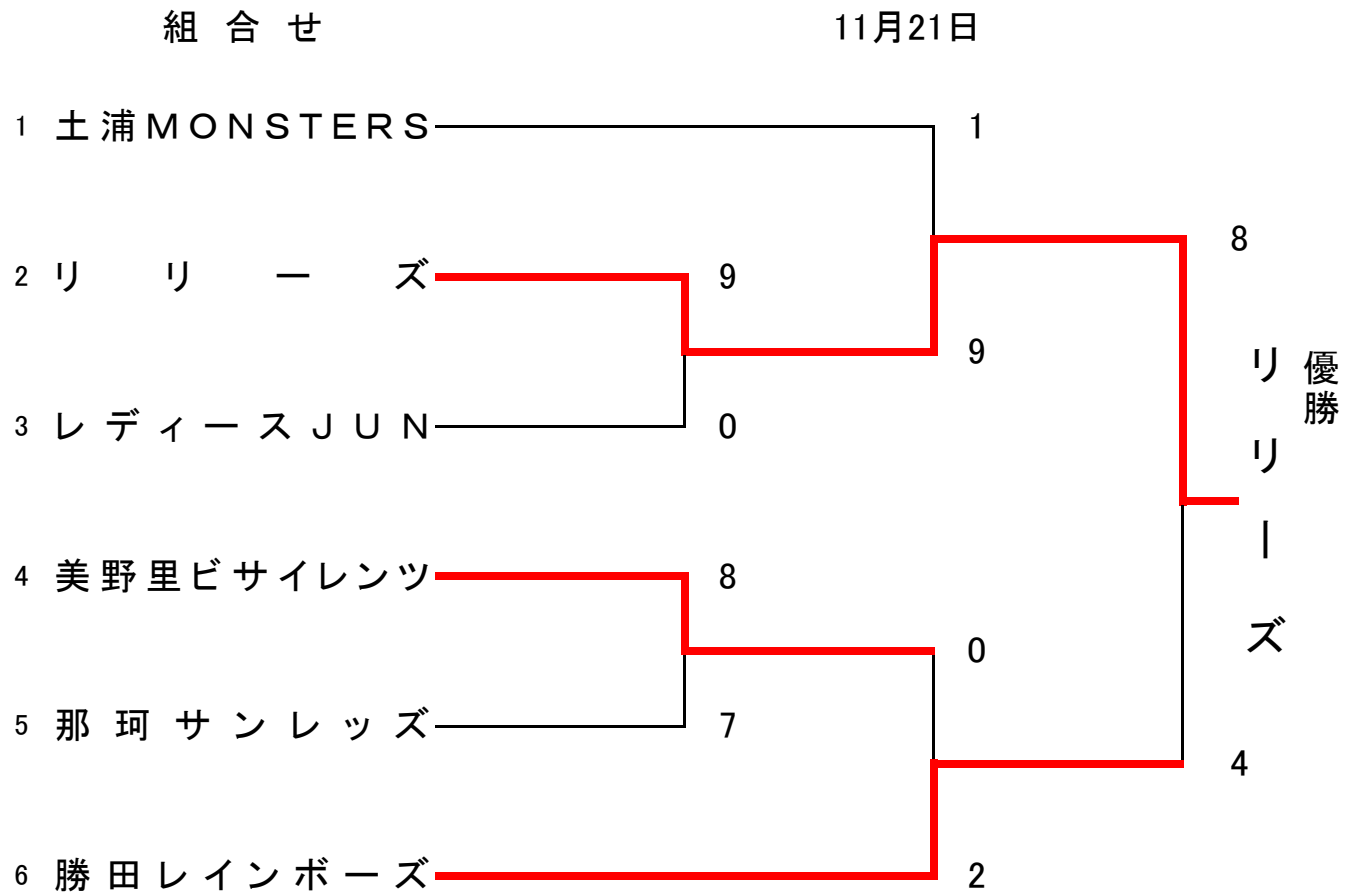 組合せ 11月21日
1 土浦MONSTERS 1
8
2 リリーズ 9
9
3 レディースJUN 0
優勝
リリーズ
4 美野里ビサイレンツ 8
0
5 那珂サンレッズ 7
4
6 勝田レインボーズ 2